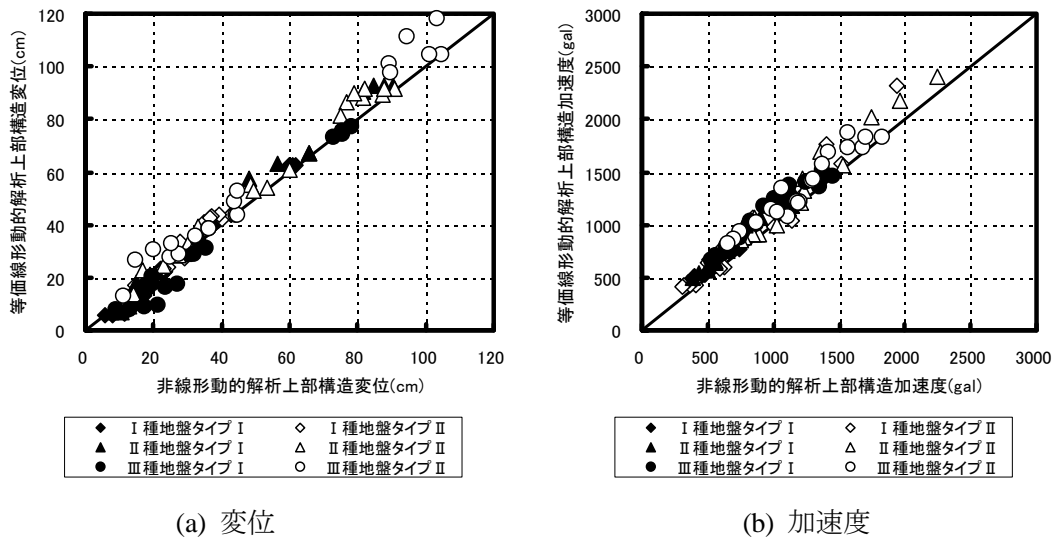 等価線形動的解析上部構造変位(cm)
120
100
80
60
40
20
0
0 20 40 60 80 100 120
非線形動的解析上部構造変位(cm)
Ⅰ種地盤タイプⅠ Ⅰ種地盤タイプⅡ
Ⅱ種地盤タイプⅠ Ⅱ種地盤タイプⅡ
Ⅲ種地盤タイプⅠ Ⅲ種地盤タイプⅡ
(a) 変位
等価線形動的解析上部構造加速度(gal)
3000
2500
2000
1500
1000
500
0
0 500 1000 1500 2000 2500 3000
非線形動的解析上部構造加速度(gal)
Ⅰ種地盤タイプⅠ Ⅰ種地盤タイプⅡ
Ⅱ種地盤タイプⅠ Ⅱ種地盤タイプⅡ
Ⅲ種地盤タイプⅠ Ⅲ種地盤タイプⅡ
(b) 加速度